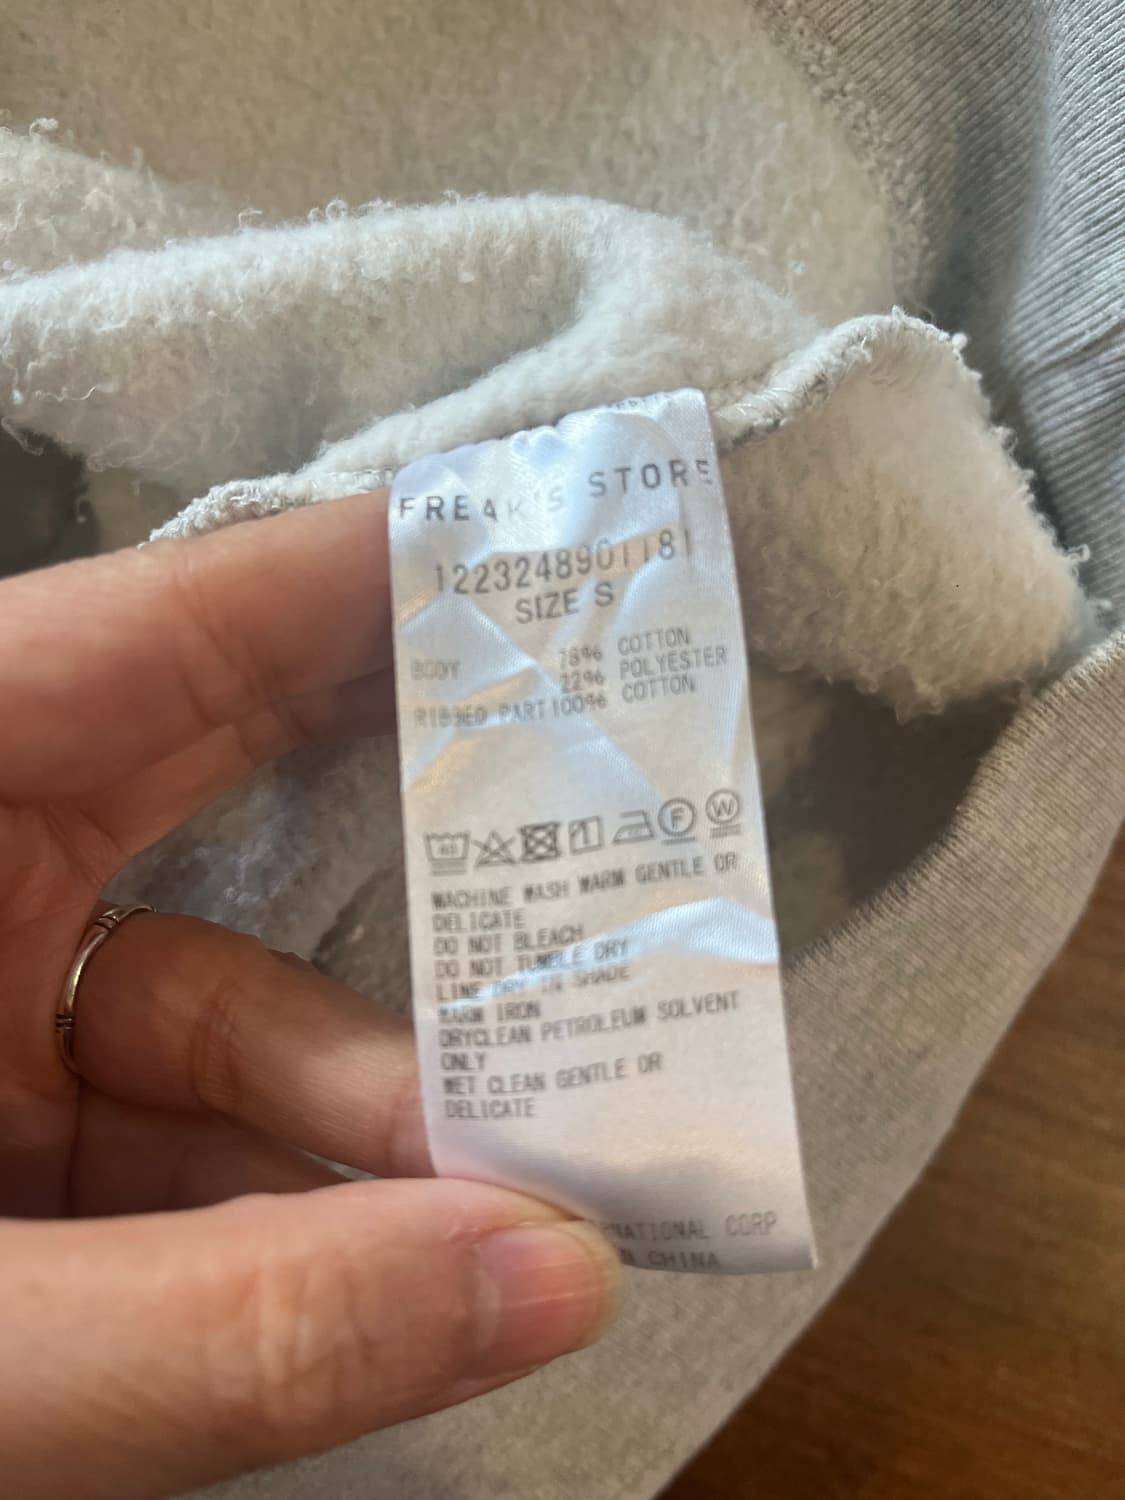 FREAK'S STORE
1223248901181
SIZE S
BODY 78% COTTON
22% POLYESTER
RIBBED PART 100% COTTON
40 F W
MACHINE WASH WARM GENTLE OR
DELICATE
DO NOT BLEACH
DO NOT TUMBLE DRY
LINE DRY IN SHADE
WARM IRON
DRYCLEAN PETROLEUM SOLVENT
ONLY
WET CLEAN GENTLE OR
DELICATE
CORP
CHINA